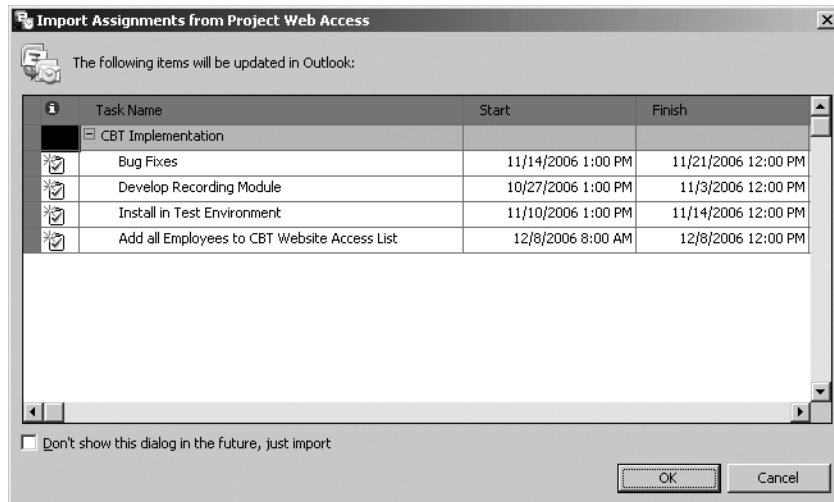 Import Assignments from Project Web Access
The following items will be updated in Outlook:
Task Name Start Finish
CBT Implementation
Bug Fixes 11/14/2006 1:00 PM 11/21/2006 12:00 PM
Develop Recording Module 10/27/2006 1:00 PM 11/3/2006 12:00 PM
Install in Test Environment 11/10/2006 1:00 PM 11/14/2006 12:00 PM
Add all Employees to CBT Website Access List 12/8/2006 8:00 AM 12/8/2006 12:00 PM
Don't show this dialog in the future, just import
OK Cancel